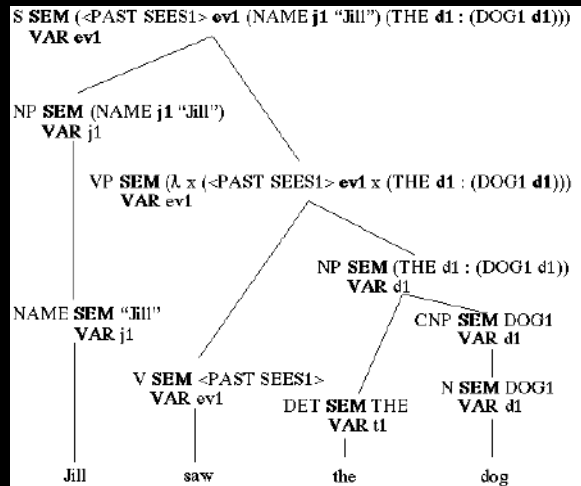 S SEM (<PAST SEES1> ev1 (NAME j1 "Jill") (THE d1 : (DOG1 d1)))
VAR ev1
NP SEM (NAME j1 "Jill")
VAR j1
VP SEM (λ x (<PAST SEES1> ev1 x (THE d1 : (DOG1 d1)))
VAR ev1
NP SEM (THE d1 : (DOG1 d1))
VAR d1
NAME SEM "Jill"
VAR j1
CNP SEM DOG1
VAR d1
V SEM <PAST SEES1>
VAR ev1
DET SEM THE
VAR t1
N SEM DOG1
VAR d1
Jill saw the dog